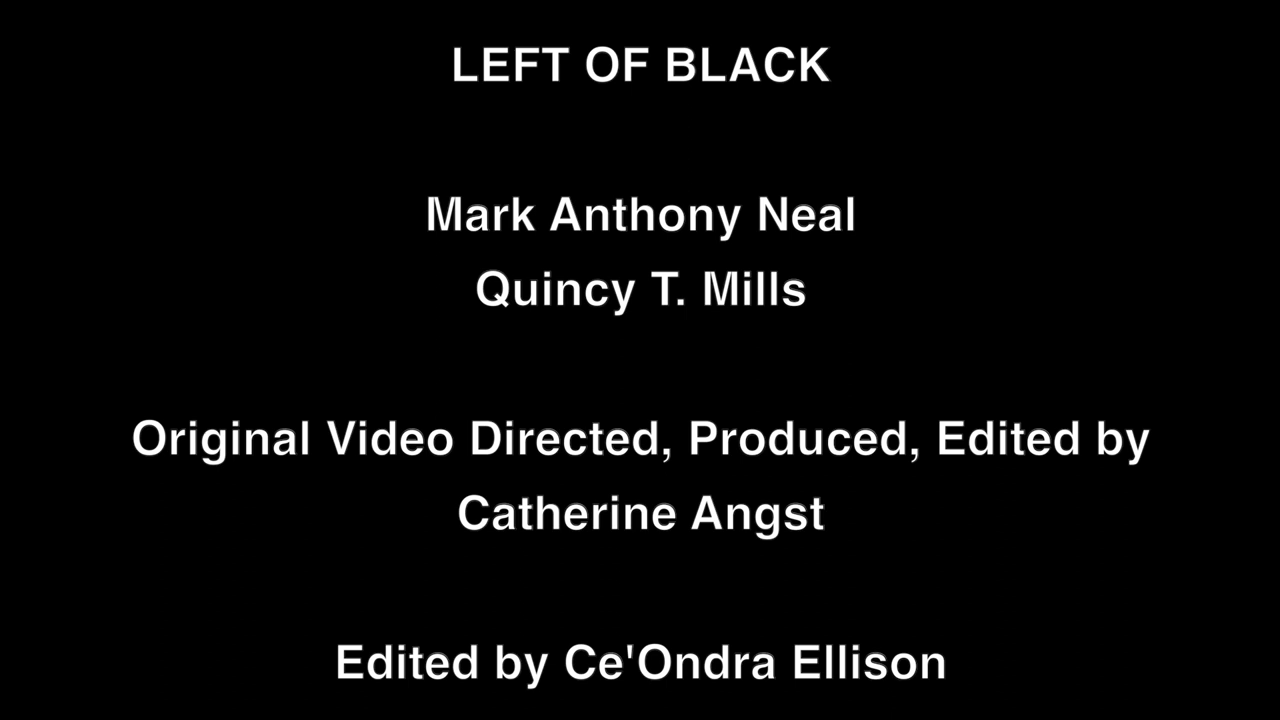 LEFT OF BLACK
Mark Anthony Neal
Quincy T. Mills
Original Video Directed, Produced, Edited by
Catherine Angst
Edited by Ce'Ondra Ellison